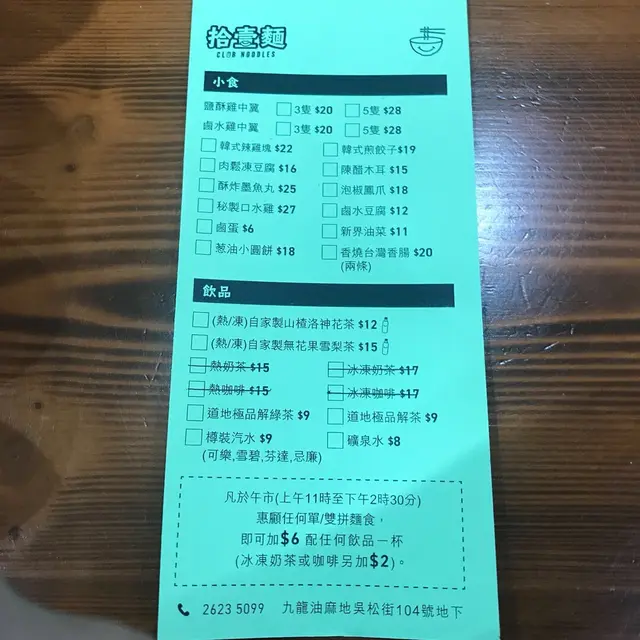 拾壹麵
CLUB NOODLES
小食
鹽酥雞中翼 3隻 $20 5隻 $28
鹵水雞中翼 3隻 $20 5隻 $28
韓式辣雞塊 $22 韓式煎餃子 $19
肉鬆凍豆腐 $16 陳醋木耳 $15
酥炸墨魚丸 $25 泡椒鳳爪 $18
秘製口水雞 $27 鹵水豆腐 $12
鹵蛋 $6 新界油菜 $11
葱油小圓餅 $18 香燒台灣香腸 $20
(兩條)
飲品
(熱/凍)自家製山楂洛神花茶 $12
(熱/凍)自家製無花果雪梨茶 $15
熱奶茶 $15 冰凍奶茶 $17
熱咖啡 $15 冰凍咖啡 $17
道地極品解綠茶 $9 道地極品解茶 $9
樽裝汽水 $9 礦泉水 $8
(可樂,雪碧,芬達,忌廉)
凡於午市(上午11時至下午2時30分)
惠顧任何單/雙拼麵食,
即可加$6 配任何飲品一杯
(冰凍奶茶或咖啡另加$2)。
2623 5099 九龍油麻地吳松街104號地下